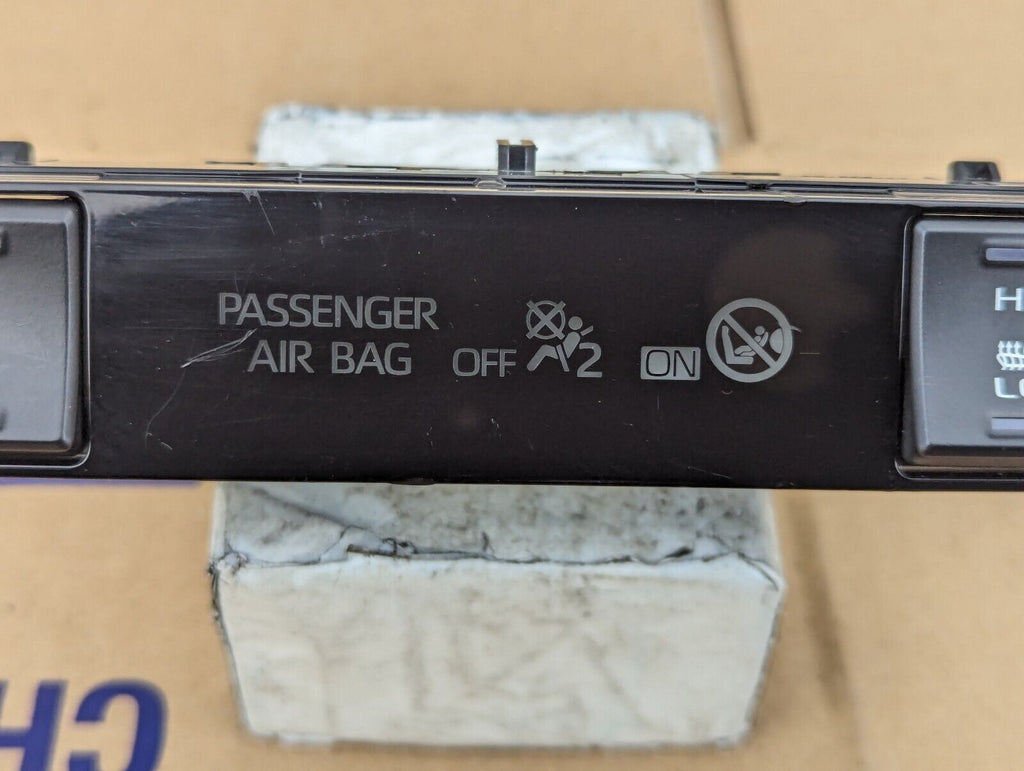 PASSENGER
AIR BAG OFF 2 ON
H